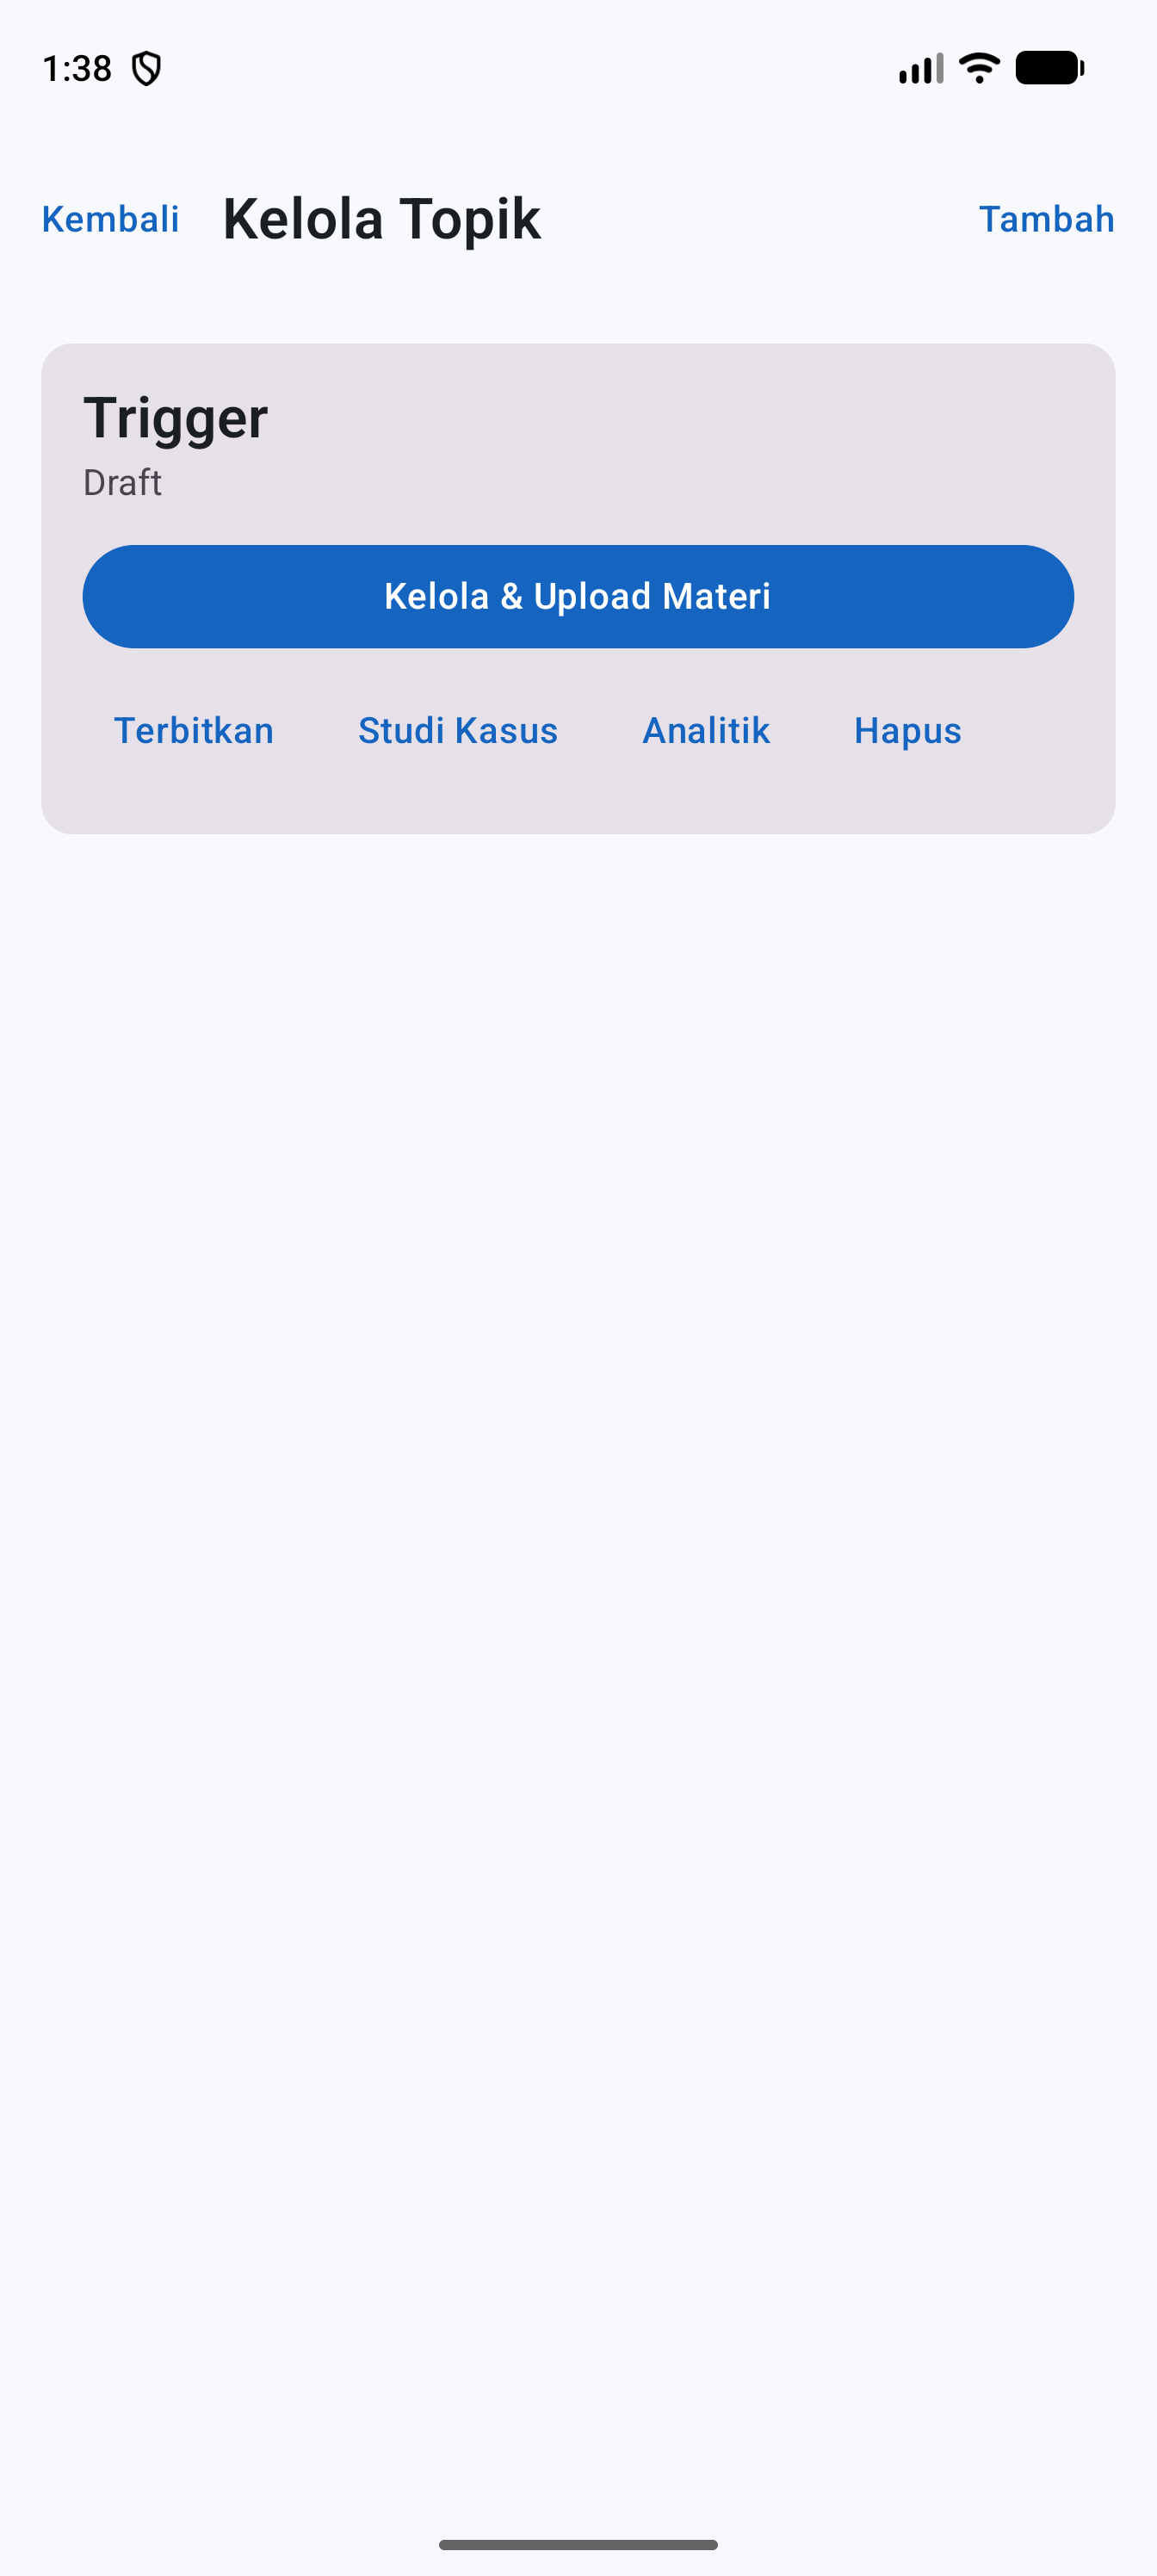 1:38
Kembali Kelola Topik Tambah
Trigger
Draft
Kelola & Upload Materi
Terbitkan Studi Kasus Analitik Hapus